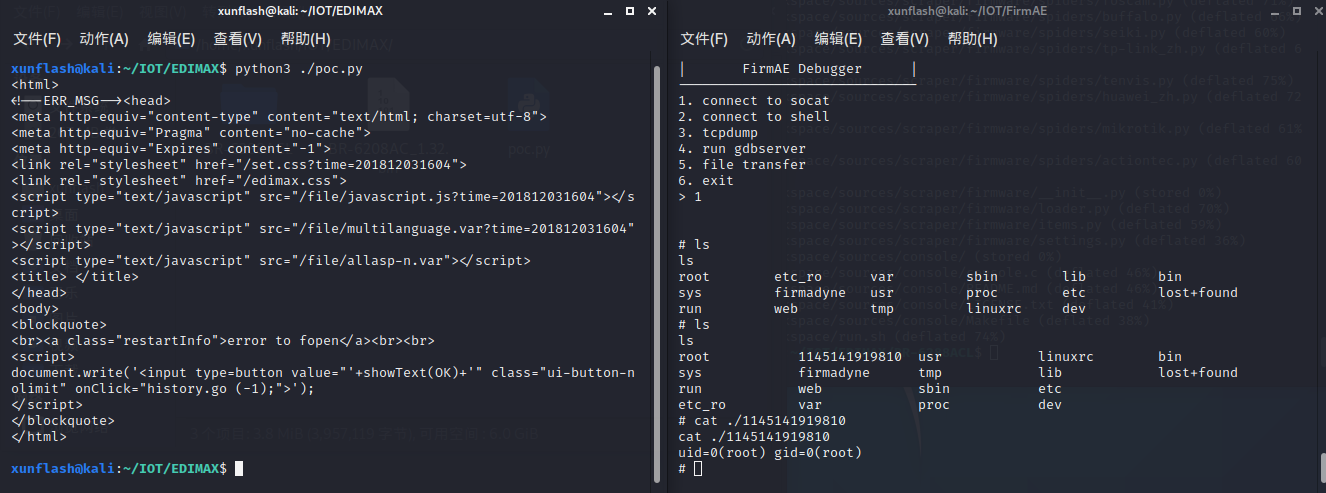 xunflash@kali:~/IOT/EDIMAX
文件(F) 动作(A) 编辑(E) 查看(V) 帮助(H)
xunflash@kali:~/IOT/EDIMAX$ python3 ./poc.py
<html>
<!--ERR_MSG--><head>
<meta http-equiv="content-type" content="text/html; charset=utf-8">
<meta http-equiv="Pragma" content="no-cache">
<meta http-equiv="Expires" content="-1">
<link rel="stylesheet" href="/set.css?time=201812031604">
<link rel="stylesheet" href="/edimax.css">
<script type="text/javascript" src="/file/javascript.js?time=201812031604"></s
cript>
<script type="text/javascript" src="/file/multilanguage.var?time=201812031604"
></script>
<script type="text/javascript" src="/file/allasp-n.var"></script>
<title> </title>
</head>
<body>
<blockquote>
<br><a class="restartInfo">error to fopen</a><br><br>
<script>
document.write('<input type=button value="'+showText(OK)+'" class="ui-button-n
olimit" onClick="history.go (-1);">');
</script>
</blockquote>
</html>
xunflash@kali:~/IOT/EDIMAX$
xunflash@kali:~/IOT/FirmAE
文件(F) 动作(A) 编辑(E) 查看(V) 帮助(H)
| FirmAE Debugger |
------------------------------
1. connect to socat
2. connect to shell
3. tcpdump
4. run gdbserver
5. file transfer
6. exit
> 1
# ls
ls
root etc_ro var sbin lib bin
sys firmadyne usr proc etc lost+found
run web tmp linuxrc dev
# ls
ls
root 1145141919810 usr linuxrc bin
sys firmadyne tmp lib lost+found
run web sbin etc
etc_ro var proc dev
# cat ./1145141919810
cat ./1145141919810
uid=0(root) gid=0(root)
#